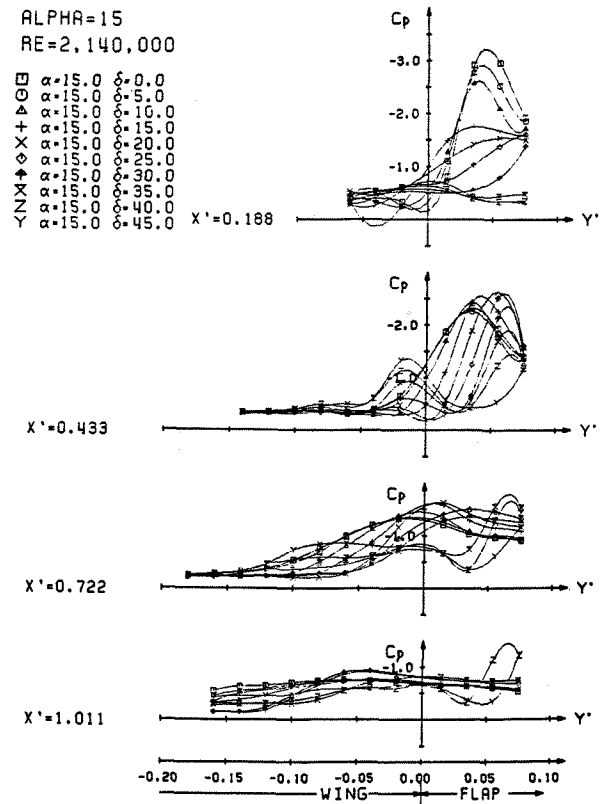 ALPHA=15
RE=2,140,000
α=15.0 δ=0.0
α=15.0 δ=5.0
α=15.0 δ=10.0
α=15.0 δ=15.0
α=15.0 δ=20.0
α=15.0 δ=25.0
α=15.0 δ=30.0
α=15.0 δ=35.0
α=15.0 δ=40.0
α=15.0 δ=45.0
Cp
-3.0
-2.0
-1.0
X'=0.188
Y'
Cp
-2.0
X'=0.433
Y'
Cp
-1.0
X'=0.722
Y'
Cp
-1.0
X'=1.011
Y'
-0.20 -0.15 -0.10 -0.05 0.00 0.05 0.10
WING FLAP